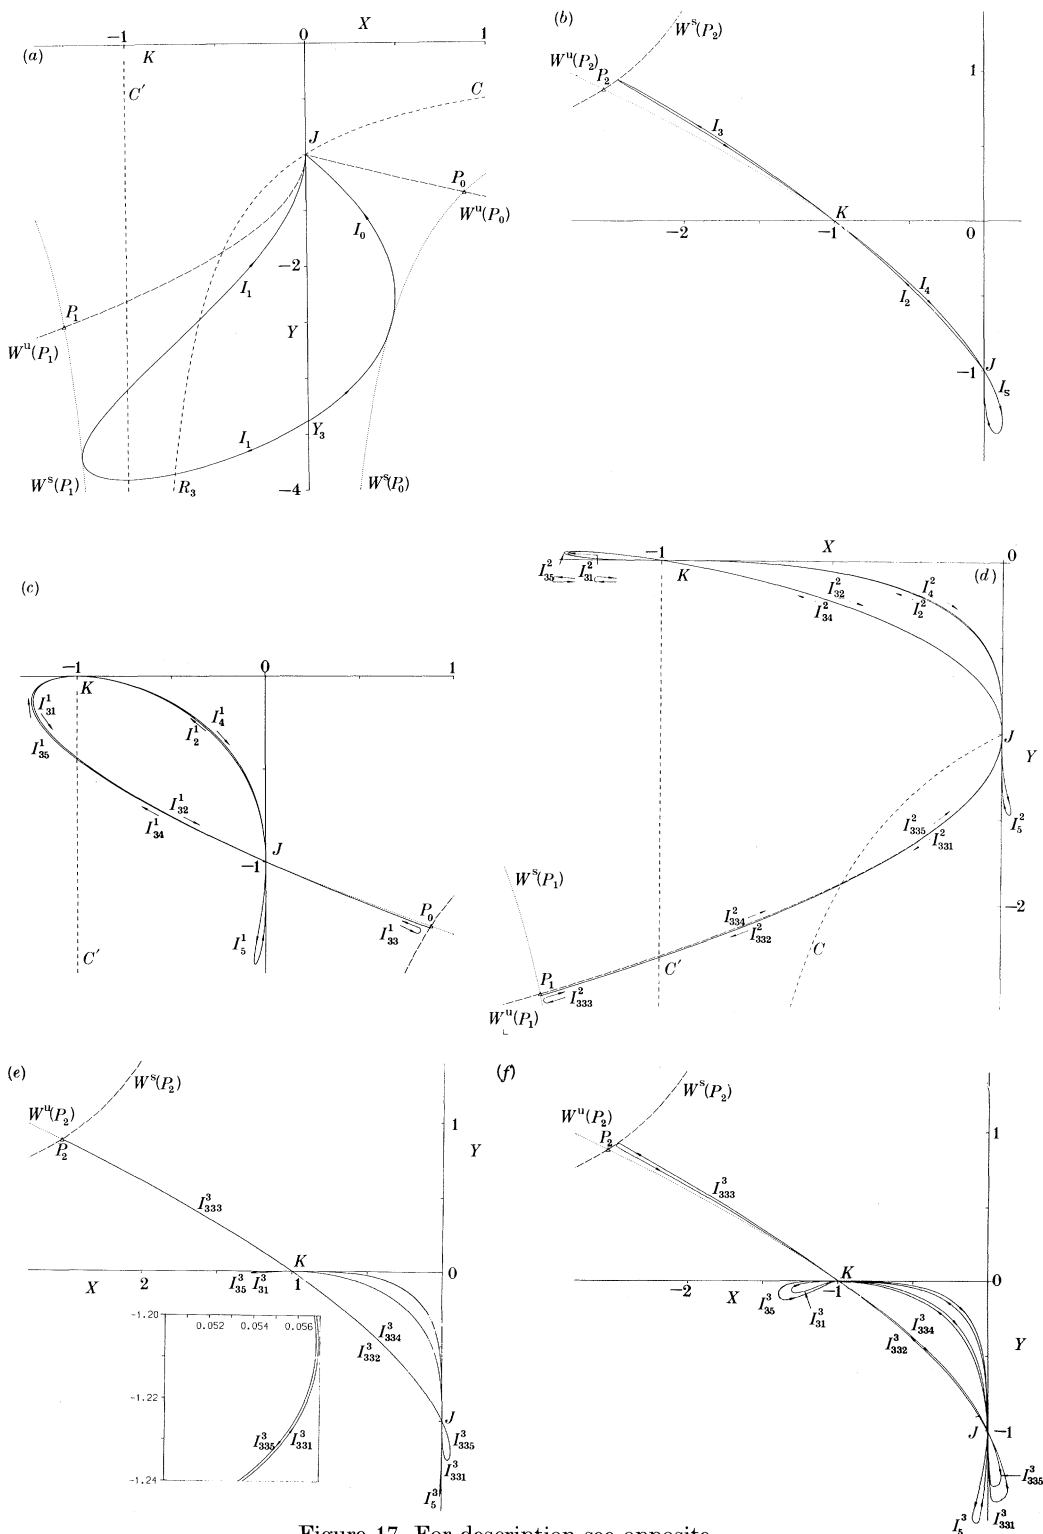 (a)
−1
0
X
1
K
C′
C
J
P₀
Wᵘ(P₀)
I₀
−2
I₁
Y
P₁
Wᵘ(P₁)
I₁
Y₃
Wˢ(P₁)
R₃
−4
Wˢ(P₀)
(b)
Wˢ(P₂)
Wᵘ(P₂)
P₂
1
I₃
K
−2
−1
0
I₄
I₂
−1
J
I₅
(c)
−1
0
1
K
I¹₃₁
I¹₄
I¹₂
I¹₃₅
I¹₃₂
I¹₃₄
J
−1
P₀
I¹₃₃
I¹₅
C′
−1
X
0
I²₃₅
I²₃₁
K
(d)
I²₃₂
I²₄
I²₃₄
I²₂
J
Y
I²₅
I²₃₃₅
I²₃₃₁
Wˢ(P₁)
−2
I²₃₃₄
I²₃₃₂
C
C′
P₁
I²₃₃₃
Wᵘ(P₁)
(e)
Wˢ(P₂)
Wᵘ(P₂)
P₂
1
Y
I³₃₃₃
K
0
X
2
I³₃₅
I³₃₁
1
I³₃₃₄
I³₃₃₂
-1.20
0.052
0.054
0.056
-1.22
I³₃₃₅
I³₃₃₁
-1.24
J
I³₃₃₅
I³₃₃₁
I³₅
(f)
Wˢ(P₂)
Wᵘ(P₂)
P₂
1
I³₃₃₃
K
0
−2
X
−1
I³₃₅
I³₃₁
I³₃₃₄
I³₃₃₂
Y
J
−1
I³₃₃₅
I³₅
I³₃₃₁
Figure 17. For description see opposite